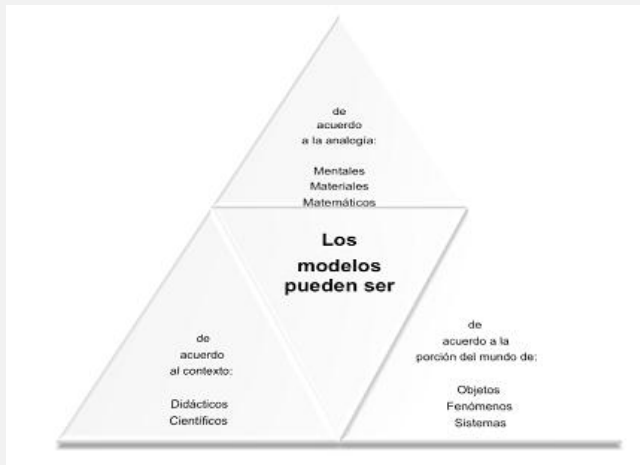 de
acuerdo
a la analogía:
Mentales
Materiales
Matemáticos
Los
modelos
pueden ser
de
acuerdo
al contexto:
Didácticos
Científicos
de
acuerdo a la
porción del mundo de:
Objetos
Fenómenos
Sistemas